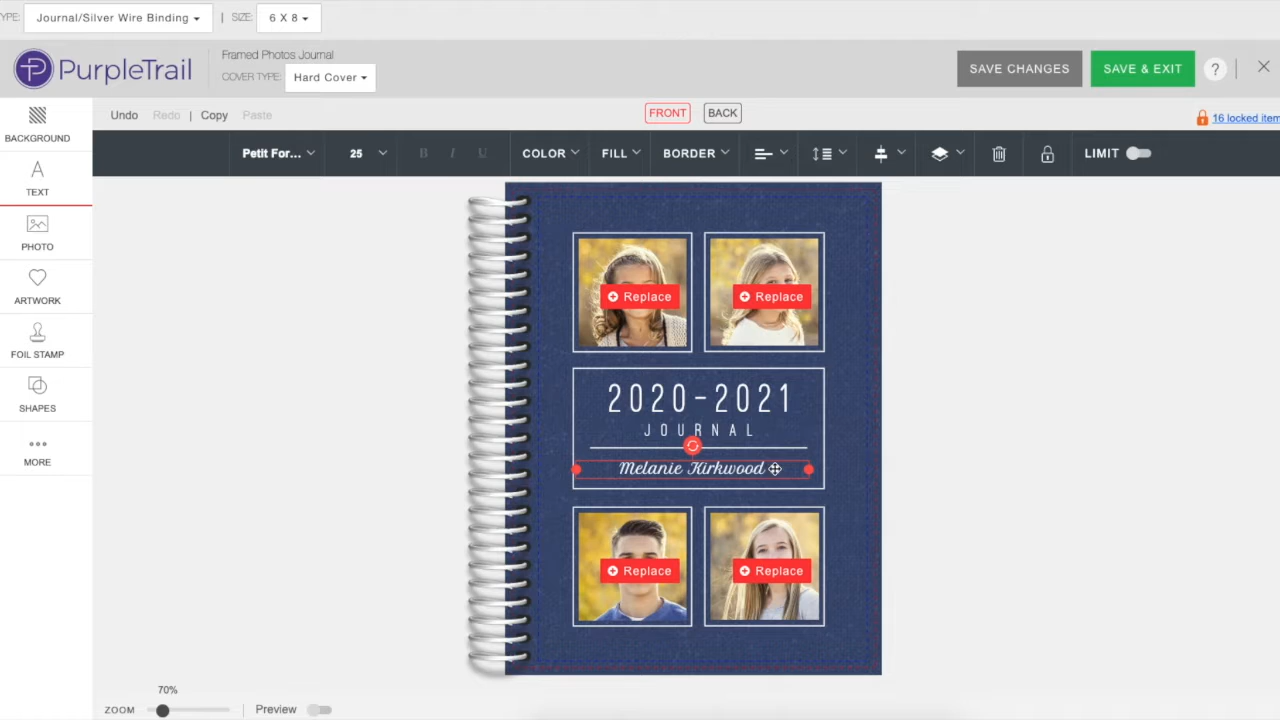 YPE: Journal/Silver Wire Binding | SIZE: 6 X 8
PurpleTrail
Framed Photos Journal
COVER TYPE: Hard Cover
SAVE CHANGES
SAVE & EXIT
?
BACKGROUND
TEXT
PHOTO
ARTWORK
FOIL STAMP
SHAPES
MORE
Undo Redo | Copy Paste
FRONT BACK
16 locked item
Petit For... 25 B I U COLOR FILL BORDER LIMIT
Replace Replace
2020-2021
JOURNAL
Melanie Kirkwood
Replace Replace
70%
ZOOM Preview